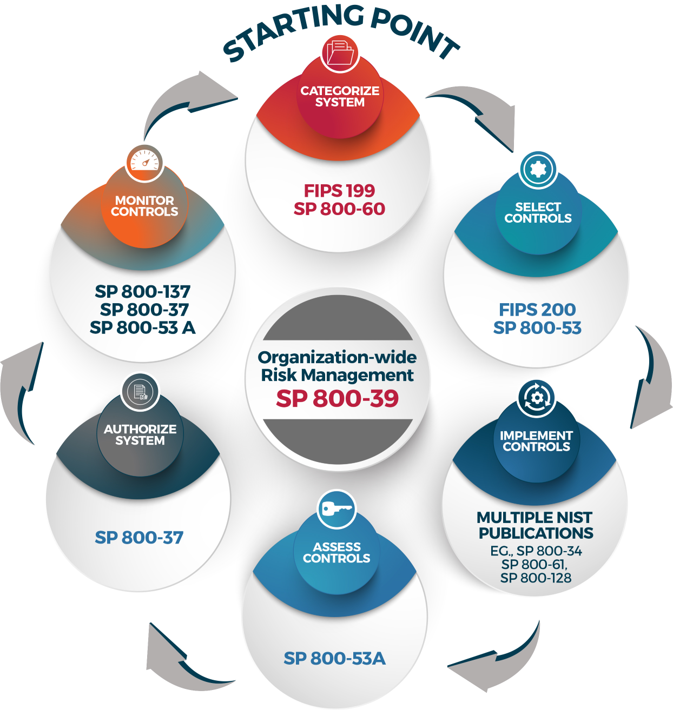 STARTING POINT
CATEGORIZE
SYSTEM
FIPS 199
SP 800-60
SELECT
CONTROLS
FIPS 200
SP 800-53
IMPLEMENT
CONTROLS
MULTIPLE NIST
PUBLICATIONS
EG., SP 800-34
SP 800-61,
SP 800-128
ASSESS
CONTROLS
SP 800-53A
AUTHORIZE
SYSTEM
SP 800-37
MONITOR
CONTROLS
SP 800-137
SP 800-37
SP 800-53 A
Organization-wide
Risk Management
SP 800-39